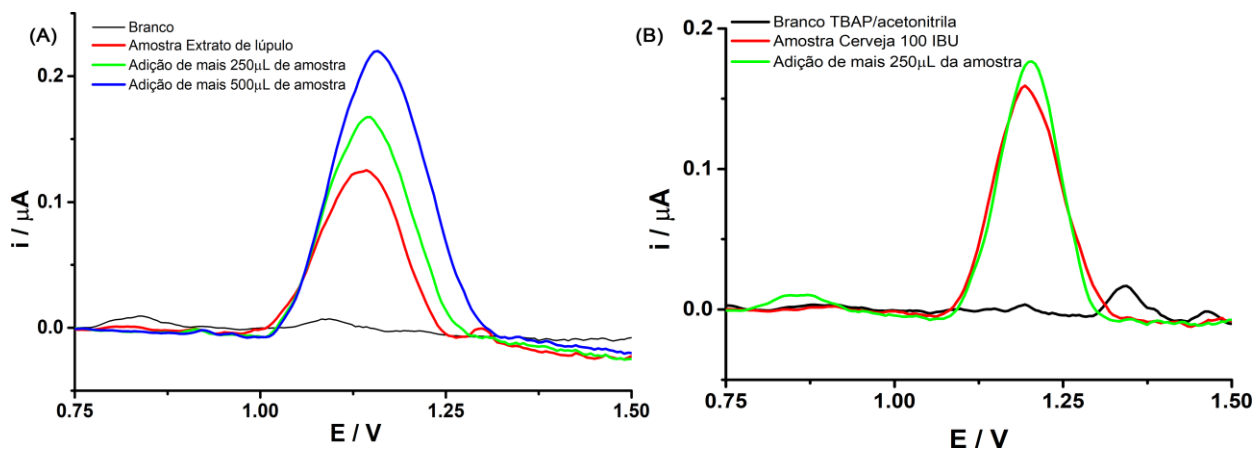 (A)
Branco
Amostra Extrato de lúpulo
Adição de mais 250µL de amostra
Adição de mais 500µL de amostra
0.2
0.1
0.0
i / µA
0.75
1.00
1.25
1.50
E / V
(B)
Branco TBAP/acetonitrila
Amostra Cerveja 100 IBU
Adição de mais 250µL da amostra
0.2
0.1
0.0
i / µA
0.75
1.00
1.25
1.50
E / V